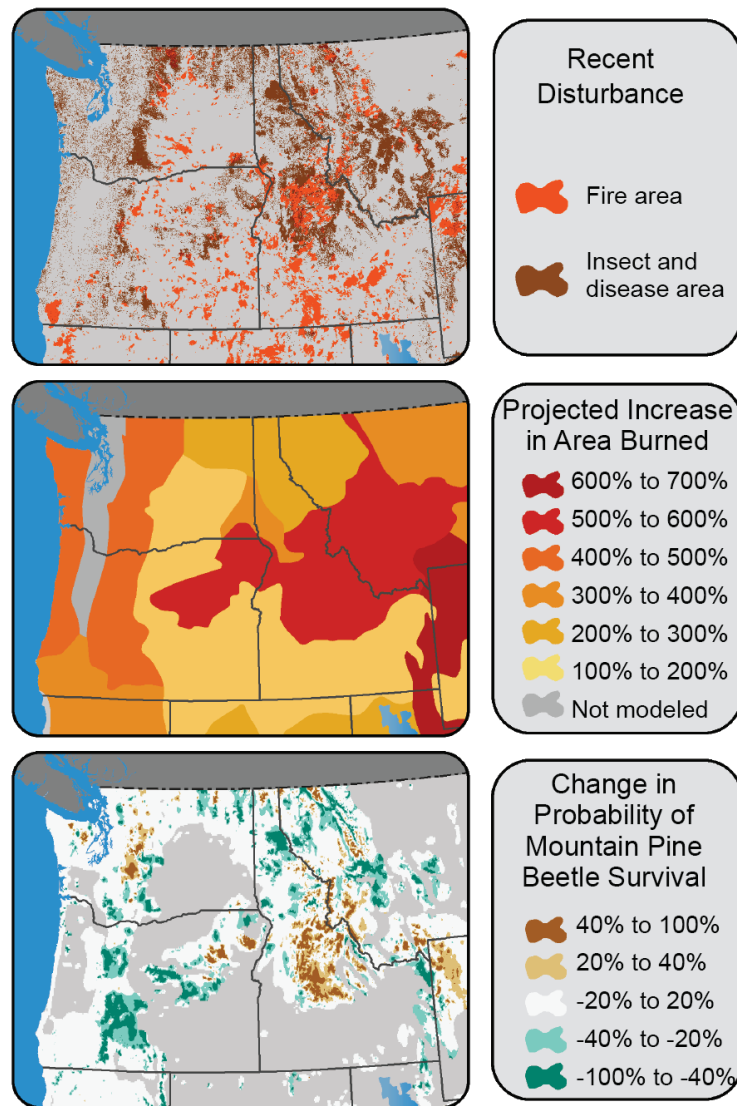 Recent
Disturbance
Fire area
Insect and
disease area
Projected Increase
in Area Burned
600% to 700%
500% to 600%
400% to 500%
300% to 400%
200% to 300%
100% to 200%
Not modeled
Change in
Probability of
Mountain Pine
Beetle Survival
40% to 100%
20% to 40%
-20% to 20%
-40% to -20%
-100% to -40%